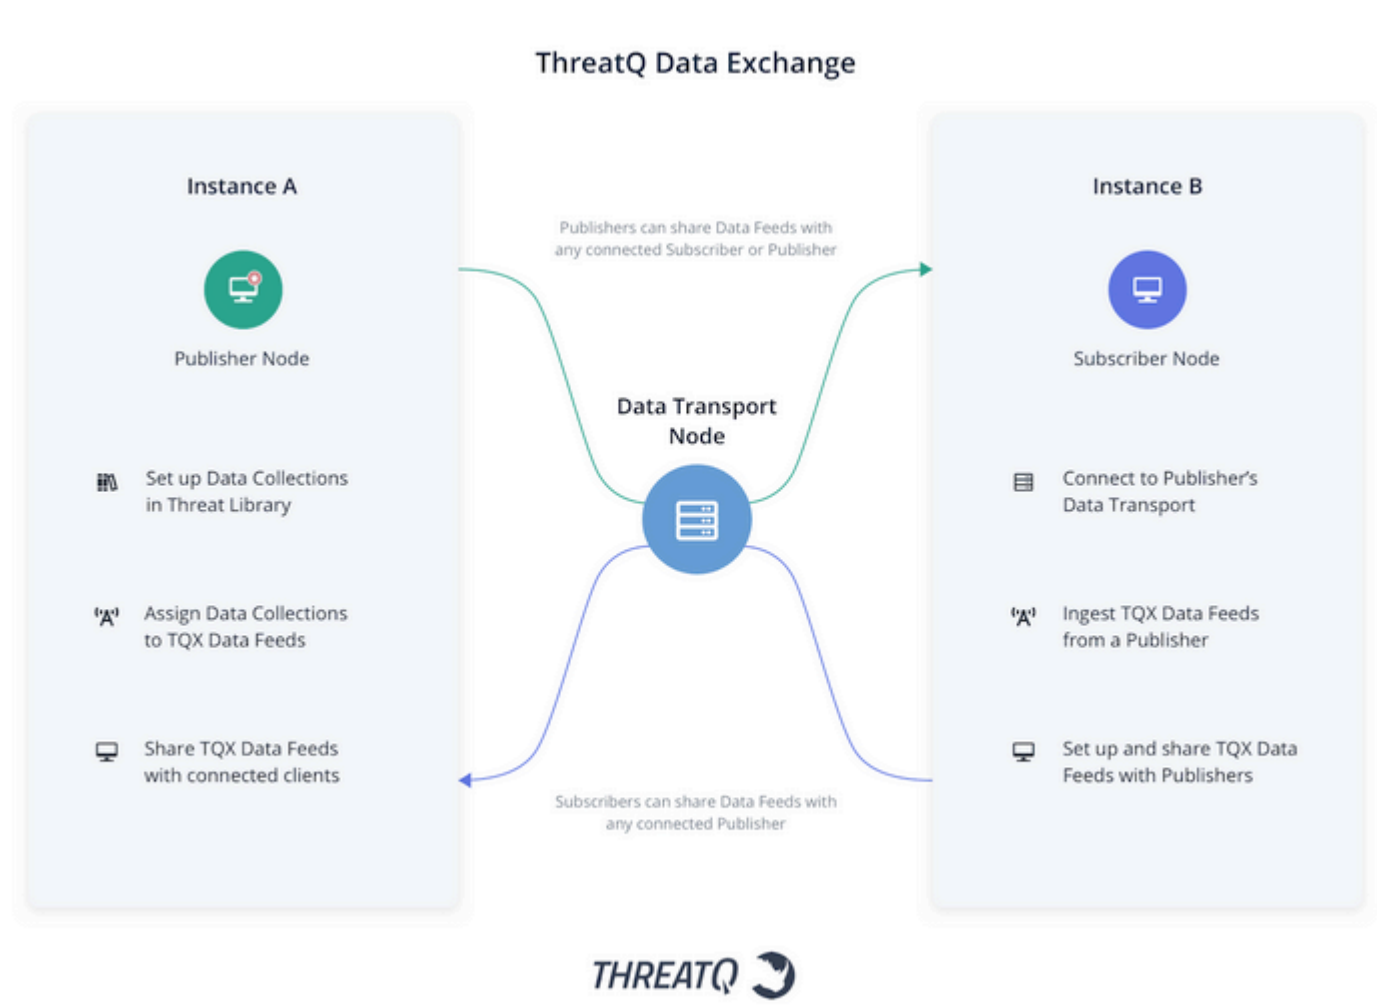 ThreatQ Data Exchange
Instance A
Publisher Node
Set up Data Collections
in Threat Library
Assign Data Collections
to TQX Data Feeds
Share TQX Data Feeds
with connected clients
Publishers can share Data Feeds with
any connected Subscriber or Publisher
Data Transport
Node
Subscribers can share Data Feeds with
any connected Publisher
Instance B
Subscriber Node
Connect to Publisher’s
Data Transport
Ingest TQX Data Feeds
from a Publisher
Set up and share TQX Data
Feeds with Publishers
THREATQ